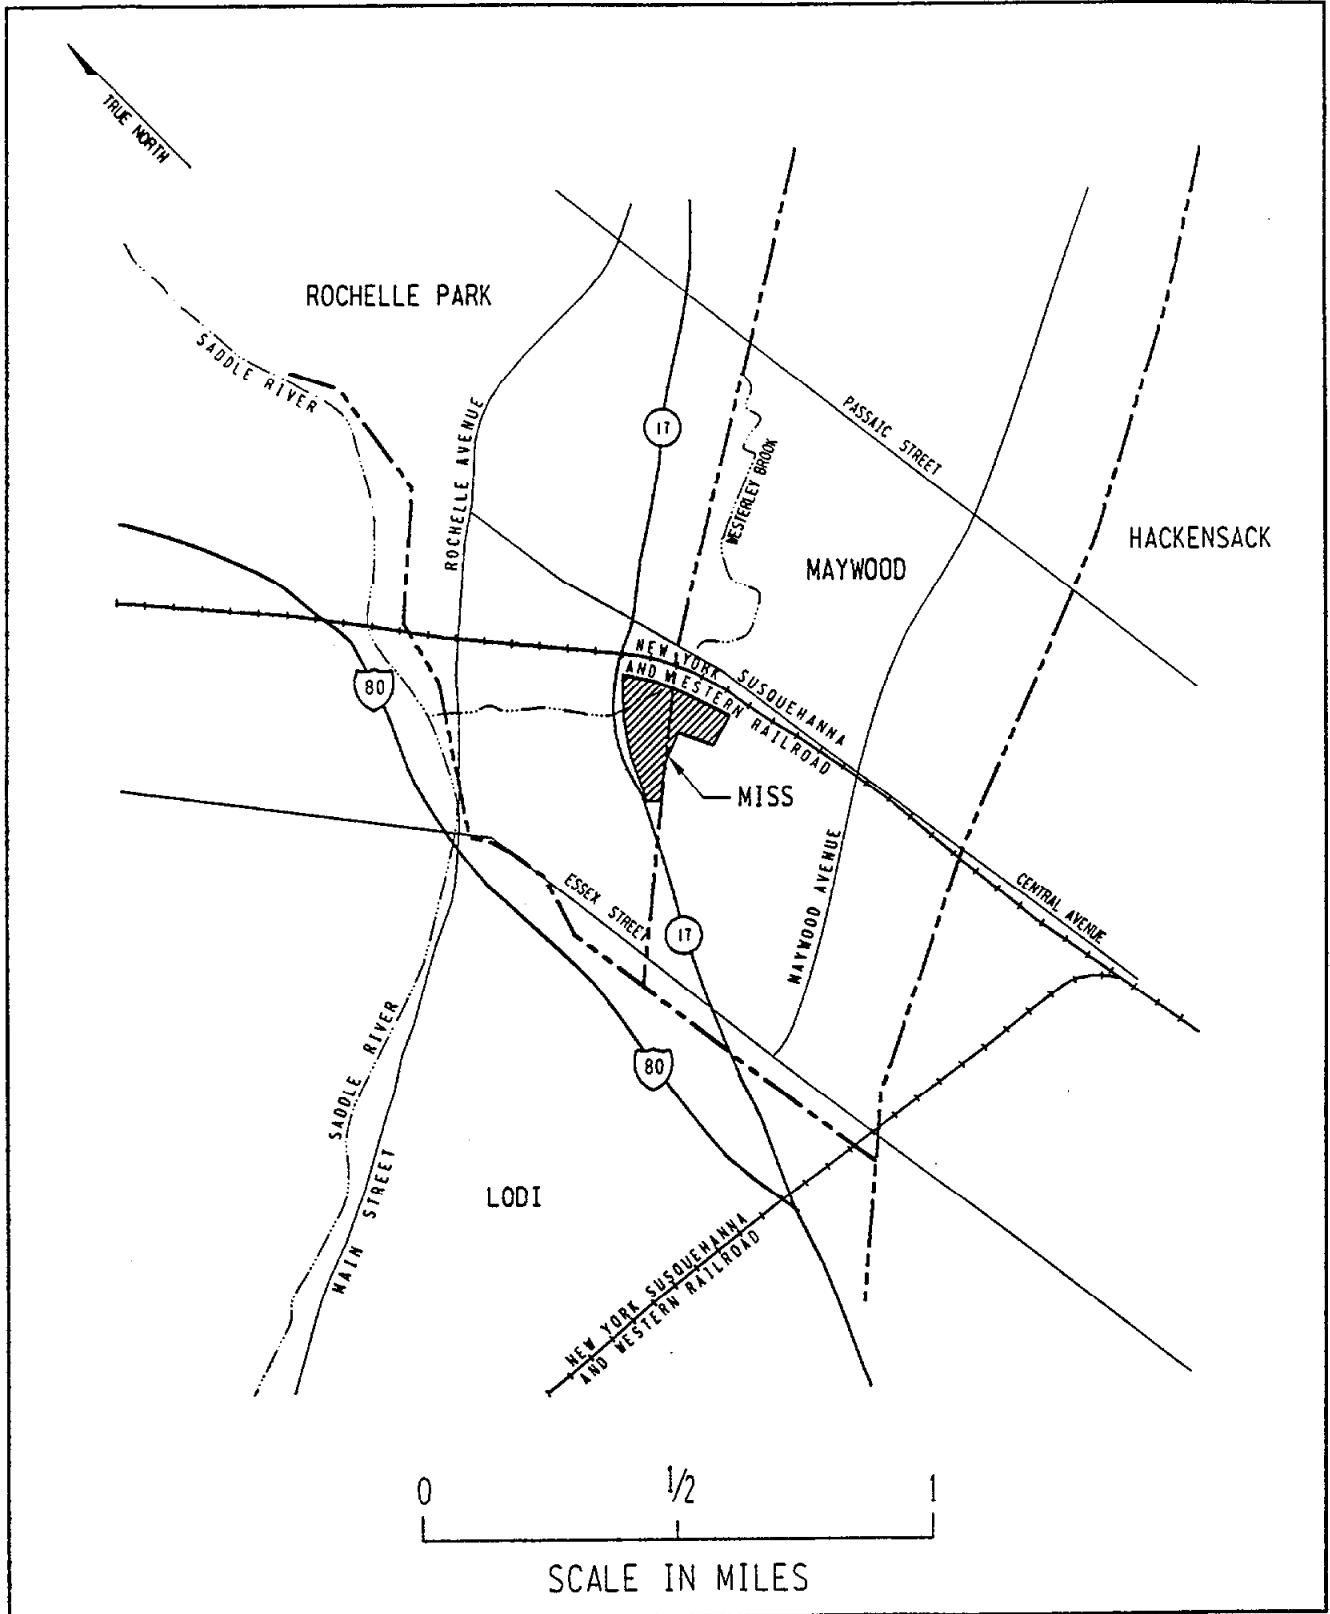 TRUE NORTH
ROCHELLE PARK
SADDLE RIVER
ROCHELLE AVENUE
17
PASSAIC STREET
WESTERLEY BROOK
HACKENSACK
MAYWOOD
NEW YORK SUSQUEHANNA
AND WESTERN RAILROAD
80
MISS
MAYWOOD AVENUE
CENTRAL AVENUE
ESSEX STREET
17
SADDLE RIVER
80
MAIN STREET
LODI
NEW YORK SUSQUEHANNA
AND WESTERN RAILROAD
0 1/2 1
SCALE IN MILES